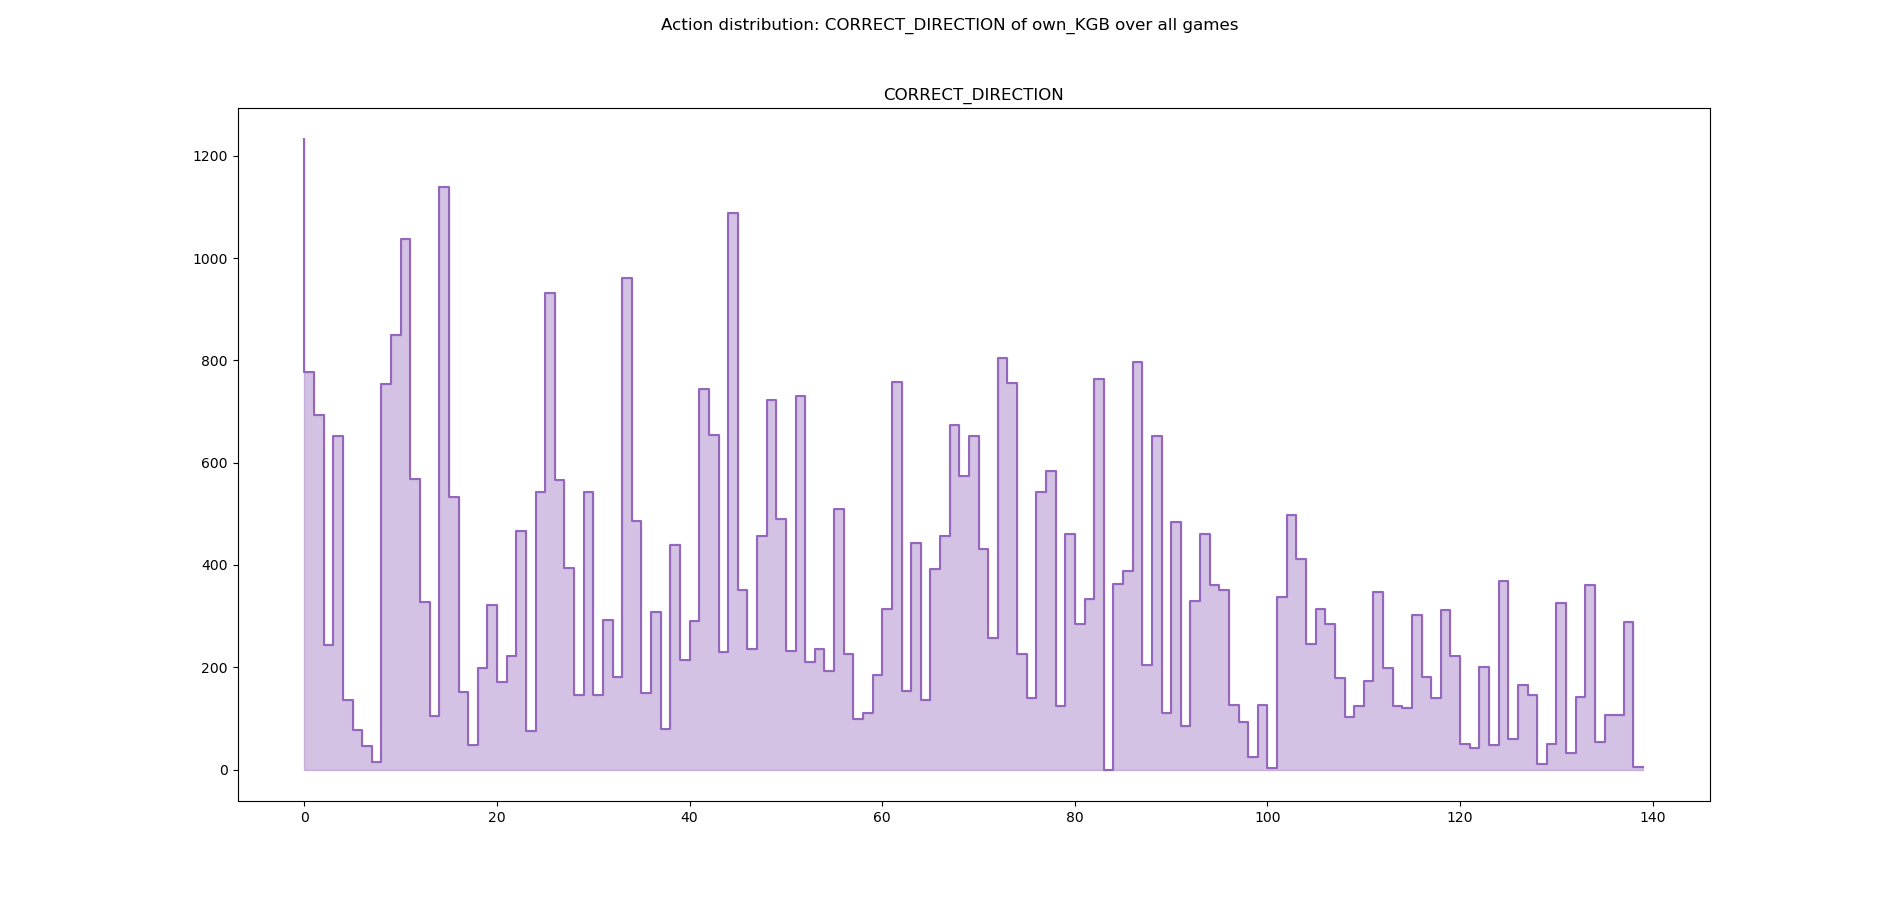 Action distribution: CORRECT_DIRECTION of own_KGB over all games
CORRECT_DIRECTION
1200
1000
800
600
400
200
0
0 20 40 60 80 100 120 140